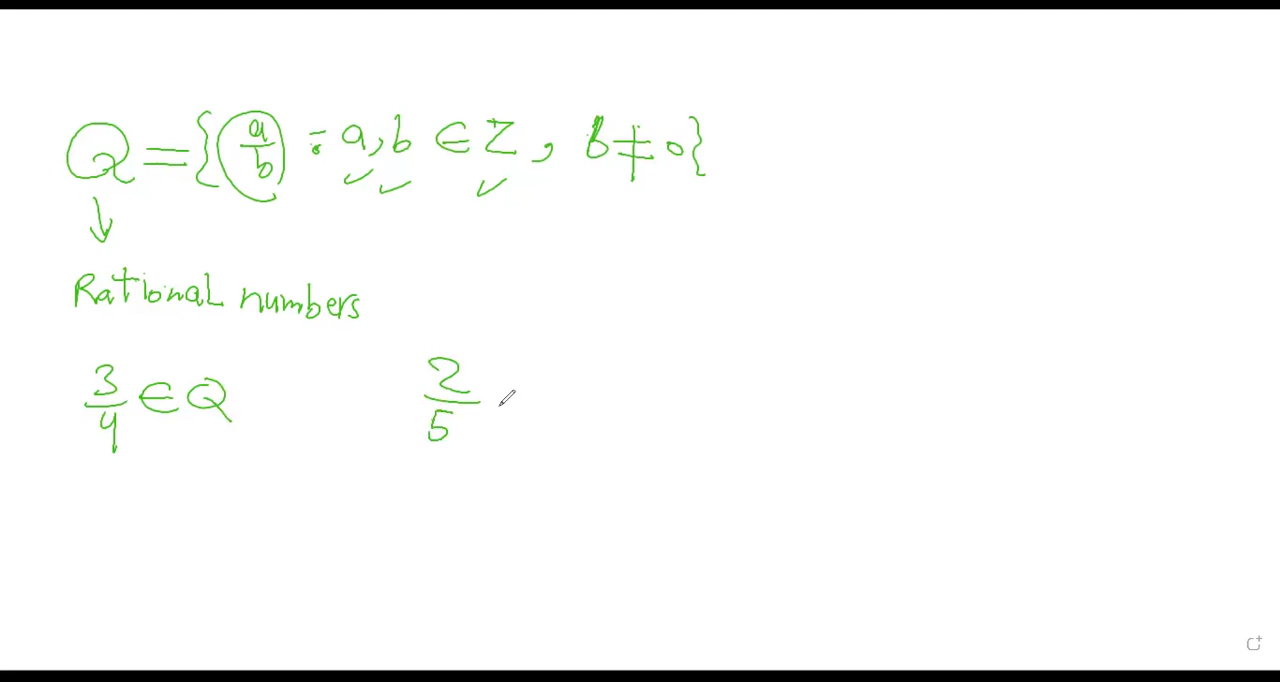 Q = { a/b : a, b ∈ Z, b ≠ 0 }
Rational numbers
3/4 ∈ Q 2/5